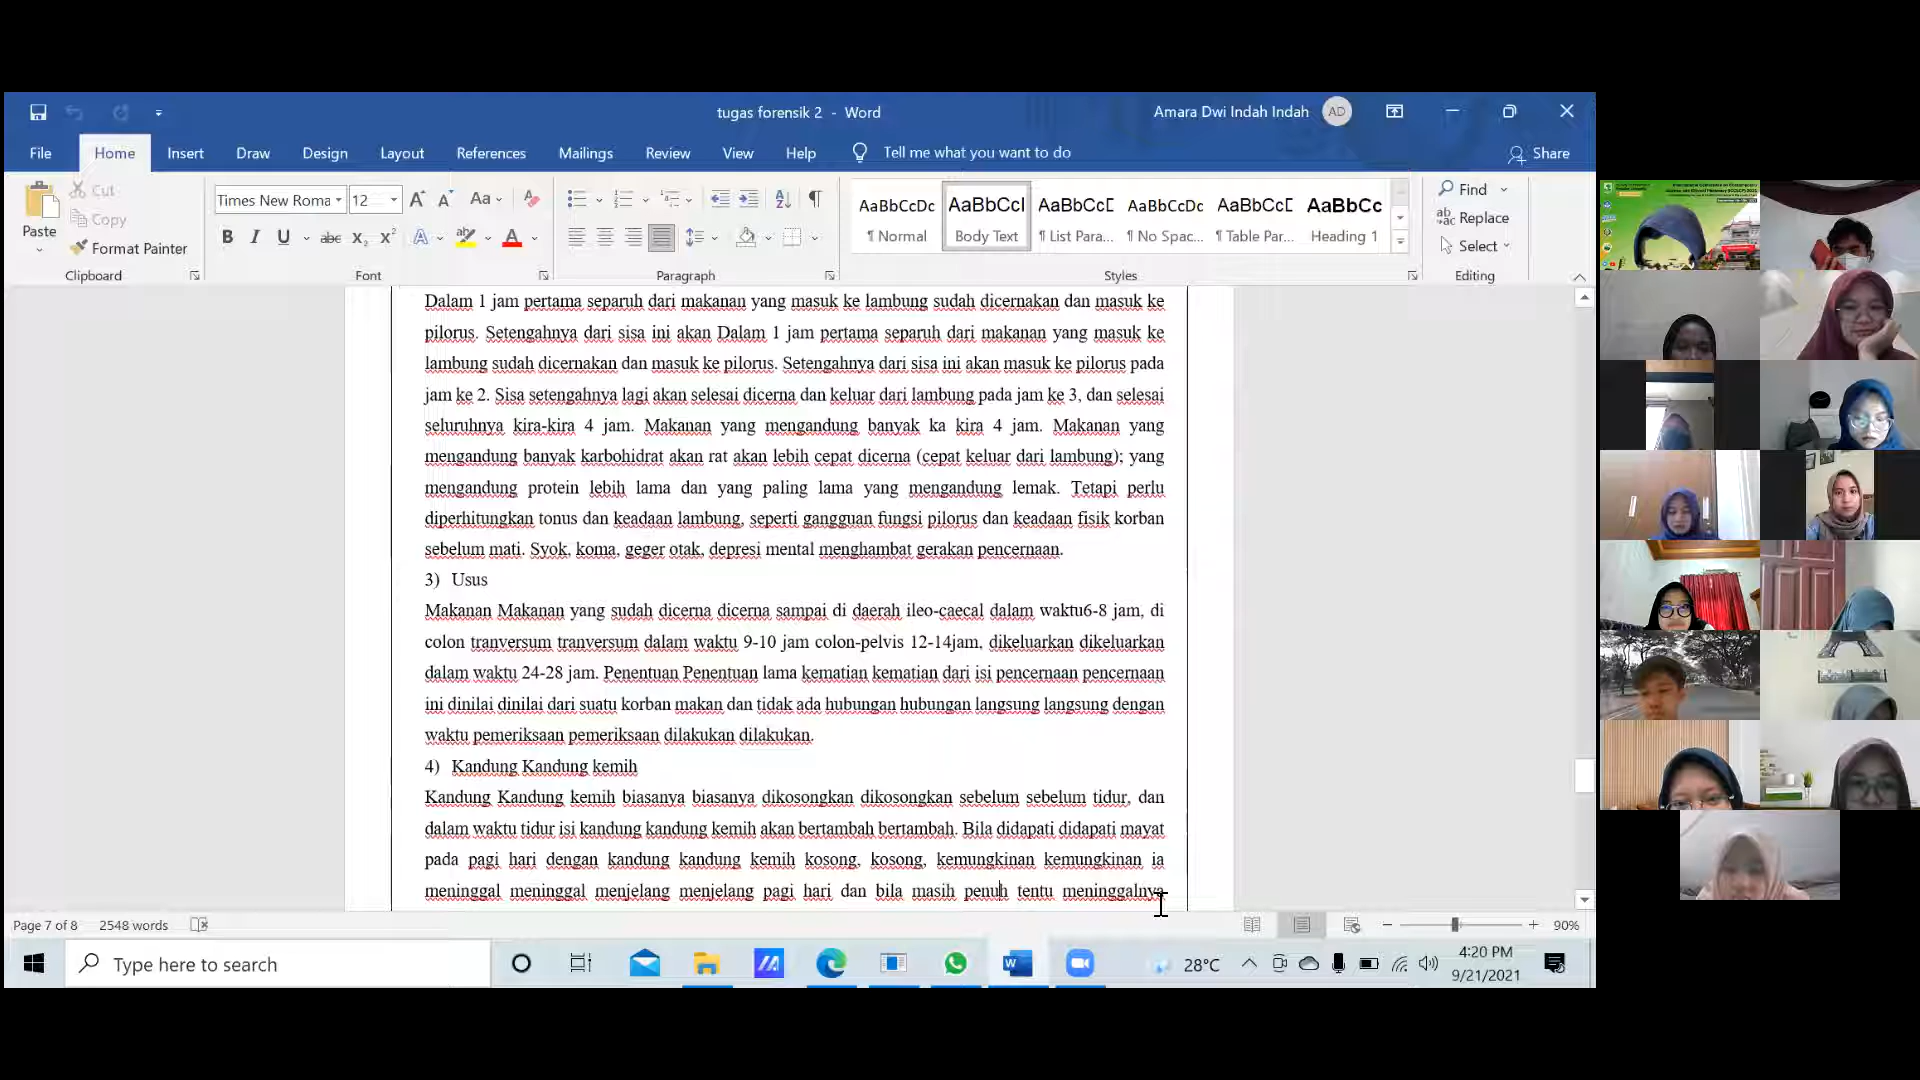 tugas forensik 2 - Word
Amara Dwi Indah Indah
AD
File
Home
Insert
Draw
Design
Layout
References
Mailings
Review
View
Help
Tell me what you want to do
Share
Paste
Cut
Copy
Format Painter
Clipboard
Times New Roma
12
Font
Paragraph
AaBbCcDc
¶ Normal
AaBbCcI
Body Text
AaBbCcD
¶ List Para...
AaBbCcDc
¶ No Spac...
AaBbCcD
¶ Table Par...
AaBbCc
Heading 1
Styles
Find
Replace
Select
Editing
Dalam 1 jam pertama separuh dari makanan yang masuk ke lambung sudah dicernakan dan masuk ke
pilorus. Setengahnya dari sisa ini akan Dalam 1 jam pertama separuh dari makanan yang masuk ke
lambung sudah dicernakan dan masuk ke pilorus. Setengahnya dari sisa ini akan masuk ke pilorus pada
jam ke 2. Sisa setengahnya lagi akan selesai dicerna dan keluar dari lambung pada jam ke 3, dan selesai
seluruhnya kira-kira 4 jam. Makanan yang mengandung banyak ka kira 4 jam. Makanan yang
mengandung banyak karbohidrat akan rat akan lebih cepat dicerna (cepat keluar dari lambung); yang
mengandung protein lebih lama dan yang paling lama yang mengandung lemak. Tetapi perlu
diperhitungkan tonus dan keadaan lambung, seperti gangguan fungsi pilorus dan keadaan fisik korban
sebelum mati. Syok, koma, geger otak, depresi mental menghambat gerakan pencernaan.
3) Usus
Makanan Makanan yang sudah dicerna dicerna sampai di daerah ileo-caecal dalam waktu6-8 jam, di
colon tranversum tranversum dalam waktu 9-10 jam colon-pelvis 12-14jam, dikeluarkan dikeluarkan
dalam waktu 24-28 jam. Penentuan Penentuan lama kematian kematian dari isi pencernaan pencernaan
ini dinilai dinilai dari suatu korban makan dan tidak ada hubungan hubungan langsung langsung dengan
waktu pemeriksaan pemeriksaan dilakukan dilakukan.
4) Kandung Kandung kemih
Kandung Kandung kemih biasanya biasanya dikosongkan dikosongkan sebelum sebelum tidur, dan
dalam waktu tidur isi kandung kandung kemih akan bertambah bertambah. Bila didapati didapati mayat
pada pagi hari dengan kandung kandung kemih kosong, kosong, kemungkinan kemungkinan ia
meninggal meninggal menjelang menjelang pagi hari dan bila masih penuh tentu meninggalnya
Page 7 of 8
2548 words
90%
Type here to search
28°C
4:20 PM
9/21/2021